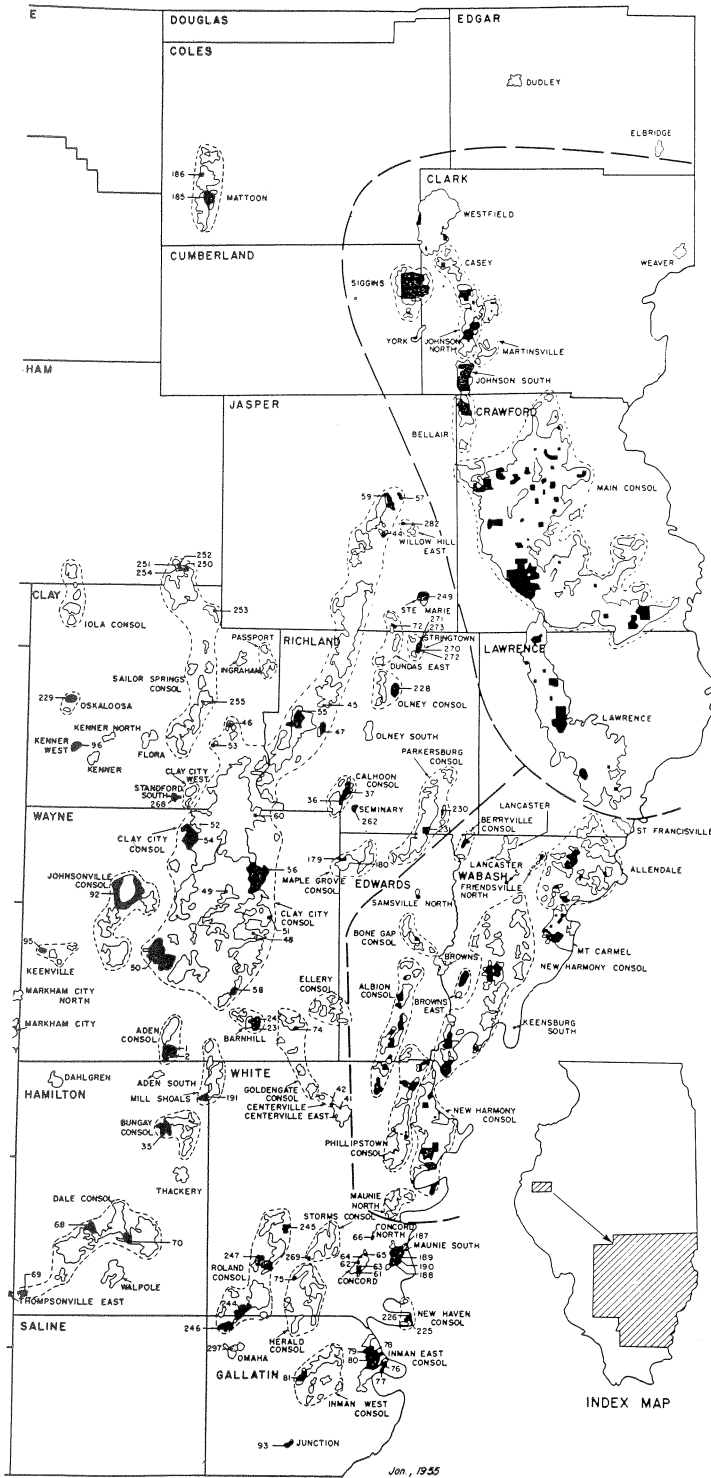 E
DOUGLAS
EDGAR
COLES
DUDLEY
ELBRIDGE
186
185
MATTOON
CLARK
WESTFIELD
CUMBERLAND
CASEY
WEAVER
SIGGINS
YORK
JOHNSON
NORTH
MARTINSVILLE
HAM
JOHNSON SOUTH
JASPER
CRAWFORD
BELLAIR
MAIN CONSOL
59
57
282
44
WILLOW HILL
EAST
252
251
250
254
CLAY
249
STE MARIE
253
IOLA CONSOL
271
72
273
PASSPORT
RICHLAND
STRINGTOWN
270
272
LAWRENCE
INGRAHAM
DUNDAS EAST
SAILOR SPRINGS
CONSOL
228
229
OSKALOOSA
255
55
45
OLNEY CONSOL
LAWRENCE
46
KENNER NORTH
47
OLNEY SOUTH
KENNER
WEST
96
53
FLORA
PARKERSBURG
CONSOL
KENNER
CLAY CITY
WEST
CALHOON CONSOL
STANDFORD
SOUTH
268
36
37
LANCASTER
SEMINARY
262
230
BERRYVILLE
CONSOL
WAYNE
60
52
231
ST FRANCISVILLE
CLAY CITY
CONSOL
54
179
180
LANCASTER
56
MAPLE GROVE
CONSOL
EDWARDS
WABASH
ALLENDALE
JOHNSONVILLE
CONSOL
92
FRIENDSVILLE
NORTH
49
SAMSVILLE NORTH
CLAY CITY
CONSOL
51
48
BONE GAP
CONSOL
95
MT CARMEL
KEENVILLE
50
BROWNS
NEW HARMONY CONSOL
ELLERY
CONSOL
58
ALBION
CONSOL
MARKHAM CITY
NORTH
BROWNS
EAST
MARKHAM CITY
24
23
74
KEENSBURG
SOUTH
ADEN
CONSOL
BARNHILL
1
2
WHITE
DAHLGREN
ADEN SOUTH
GOLDENGATE
CONSOL
42
HAMILTON
MILL SHOALS
191
CENTERVILLE
41
CENTERVILLE EAST
NEW HARMONY
CONSOL
BUNGAY
CONSOL
35
PHILLIPSTOWN
CONSOL
THACKERY
MAUNIE
NORTH
DALE CONSOL
STORMS CONSOL
68
245
CONCORD
NORTH
66
187
70
MAUNIE SOUTH
247
269
64
65
189
62
63
190
ROLAND
CONSOL
75
61
188
69
CONCORD
WALPOLE
THOMPSONVILLE EAST
244
NEW HAVEN
CONSOL
226
SALINE
225
246
HERALD
CONSOL
78
297
OMAHA
79
INMAN EAST
CONSOL
80
GALLATIN
76
81
77
INMAN WEST
CONSOL
INDEX MAP
93
JUNCTION
Jan., 1955